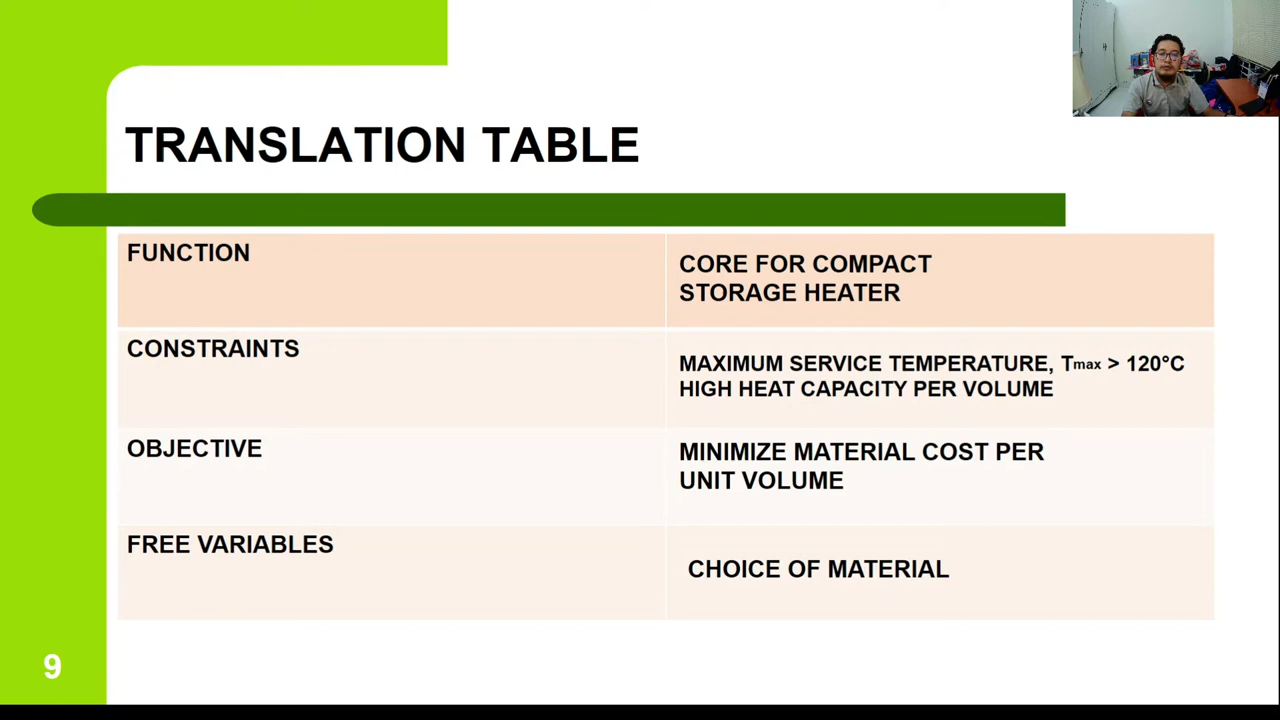 TRANSLATION TABLE
FUNCTION
CORE FOR COMPACT
STORAGE HEATER
CONSTRAINTS
MAXIMUM SERVICE TEMPERATURE, Tmax > 120°C
HIGH HEAT CAPACITY PER VOLUME
OBJECTIVE
MINIMIZE MATERIAL COST PER
UNIT VOLUME
FREE VARIABLES
CHOICE OF MATERIAL
9